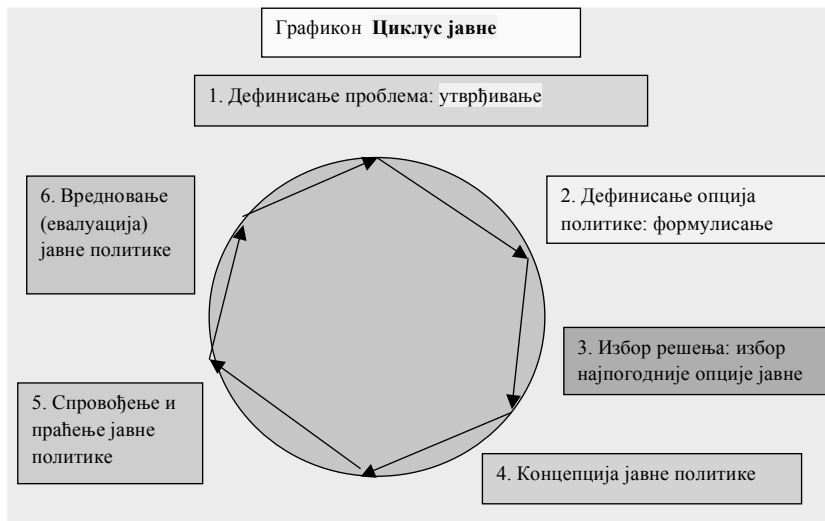 Графикон Циклус јавне
1. Дефинисање проблема: утврђивање
6. Вредновање
(евалуација)
јавне политике
2. Дефинисање опција
политике: формулисање
3. Избор решења: избор
најпогодније опције јавне
5. Спровођење и
праћење јавне
политике
4. Концепција јавне политике